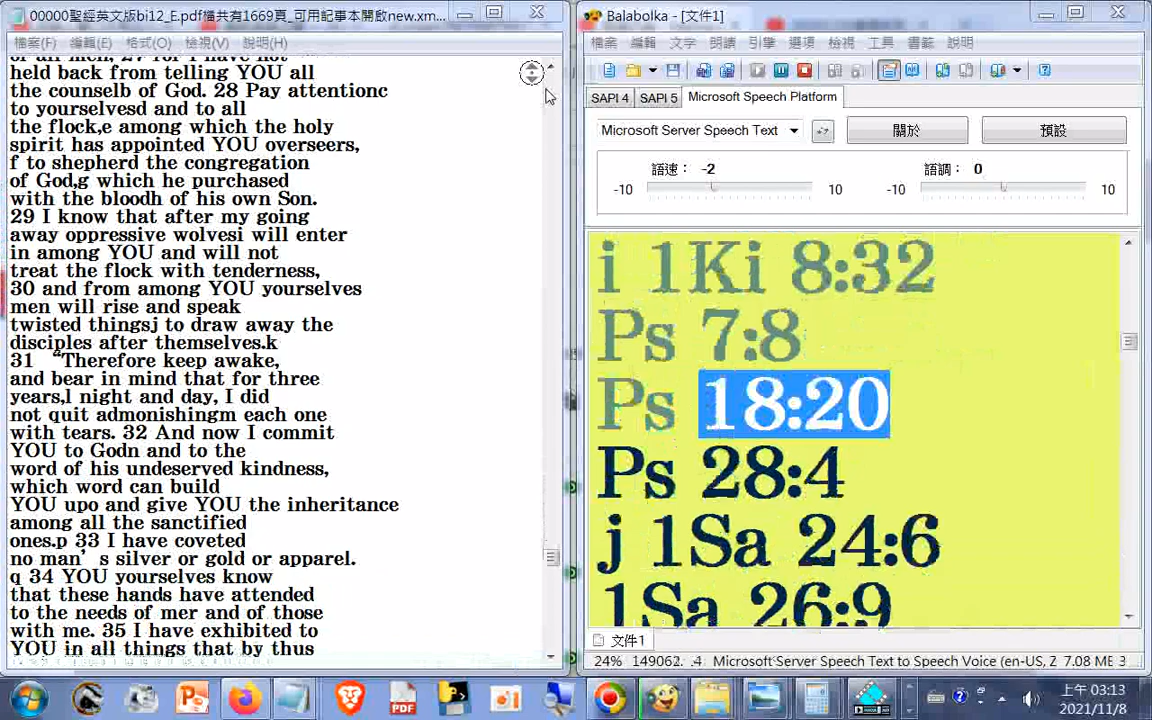 00000聖經英文版bi12_E.pdf檔共有1669頁_可用記事本開啟new.xm...
檔案(F) 編輯(E) 格式(O) 檢視(V) 說明(H)
held back from telling YOU all
the counselb of God. 28 Pay attentionc
to yourselvesd and to all
the flock,e among which the holy
spirit has appointed YOU overseers,
f to shepherd the congregation
of God,g which he purchased
with the bloodh of his own Son.
29 I know that after my going
away oppressive wolvesi will enter
in among YOU and will not
treat the flock with tenderness,
30 and from among YOU yourselves
men will rise and speak
twisted thingsj to draw away the
disciples after themselves.k
31 “Therefore keep awake,
and bear in mind that for three
years,l night and day, I did
not quit admonishingm each one
with tears. 32 And now I commit
YOU to Godn and to the
word of his undeserved kindness,
which word can build
YOU upo and give YOU the inheritance
among all the sanctified
ones.p 33 I have coveted
no man’s silver or gold or apparel.
q 34 YOU yourselves know
that these hands have attended
to the needs of mer and of those
with me. 35 I have exhibited to
YOU in all things that by thus
Balabolka - [文件1]
檔案 編輯 文字 朗讀 引擎 選項 檢視 工具 書籤 說明
SAPI 4 SAPI 5 Microsoft Speech Platform
Microsoft Server Speech Text 關於 預設
語速： -2 語調： 0
-10 10 -10 10
i 1Ki 8:32
Ps 7:8
Ps 18:20
Ps 28:4
j 1Sa 24:6
1Sa 26:9
文件1
24% 149062. .4 Microsoft Server Speech Text to Speech Voice (en-US, 2 7.08 MB 3
上午 03:13
2021/11/8